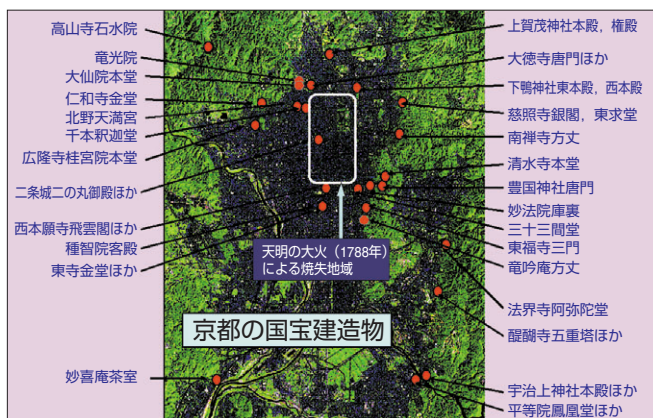 高山寺石水院
竜光院
大仙院本堂
仁和寺金堂
北野天満宮
千本釈迦堂
広隆寺桂宮院本堂
二条城二の丸御殿ほか
西本願寺飛雲閣ほか
種智院客殿
東寺金堂ほか
妙喜庵茶室
天明の大火（1788年）
による焼失地域
京都の国宝建造物
上賀茂神社本殿，権殿
大徳寺唐門ほか
下鴨神社東本殿，西本殿
慈照寺銀閣，東求堂
南禅寺方丈
清水寺本堂
豊国神社唐門
妙法院庫裏
三十三間堂
東福寺三門
竜吟庵方丈
法界寺阿弥陀堂
醍醐寺五重塔ほか
宇治上神社本殿ほか
平等院鳳凰堂ほか